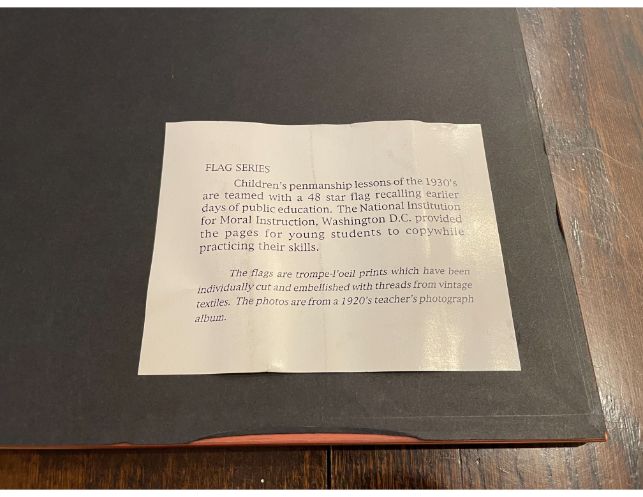 FLAG SERIES
Children's penmanship lessons of the 1930's
are teamed with a 48 star flag recalling earlier
days of public education. The National Institution
for Moral Instruction, Washington D.C. provided
the pages for young students to copywhile
practicing their skills.
The flags are trompe-l'oeil prints which have been
individually cut and embellished with threads from vintage
textiles. The photos are from a 1920's teacher's photograph
album.